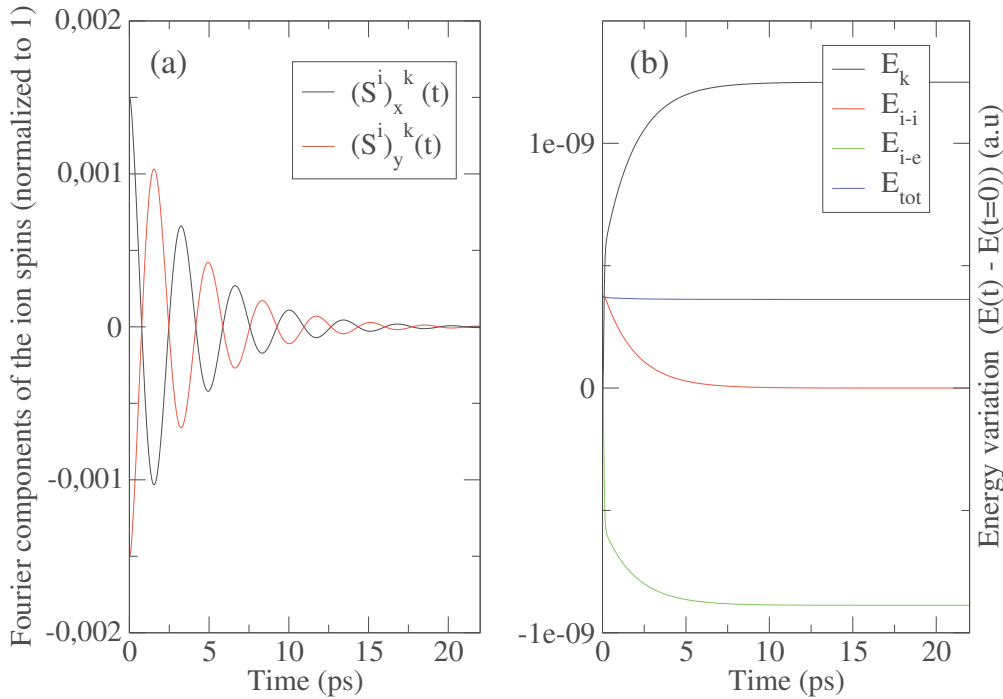 Fourier components of the ion spins (normalized to 1)
0,002
0,001
0
-0,001
-0,002
(a)
(S^i)_x^k (t)
(S^i)_y^k(t)
0
5
10
15
20
Time (ps)
(b)
E_k
E_i-i
E_i-e
E_tot
1e-09
0
-1e-09
0
5
10
15
20
Time (ps)
Energy variation (E(t) - E(t=0)) (a.u)